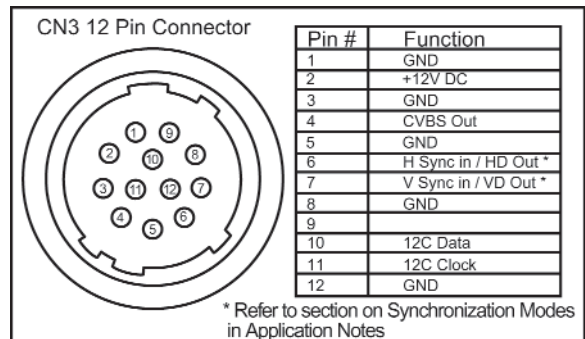 CN3 12 Pin Connector
1 9
2 10 8
3 11 12 7
4 5 6
Pin # Function
1 GND
2 +12V DC
3 GND
4 CVBS Out
5 GND
6 H Sync in / HD Out *
7 V Sync in / VD Out *
8 GND
9
10 12C Data
11 12C Clock
12 GND
* Refer to section on Synchronization Modes
in Application Notes